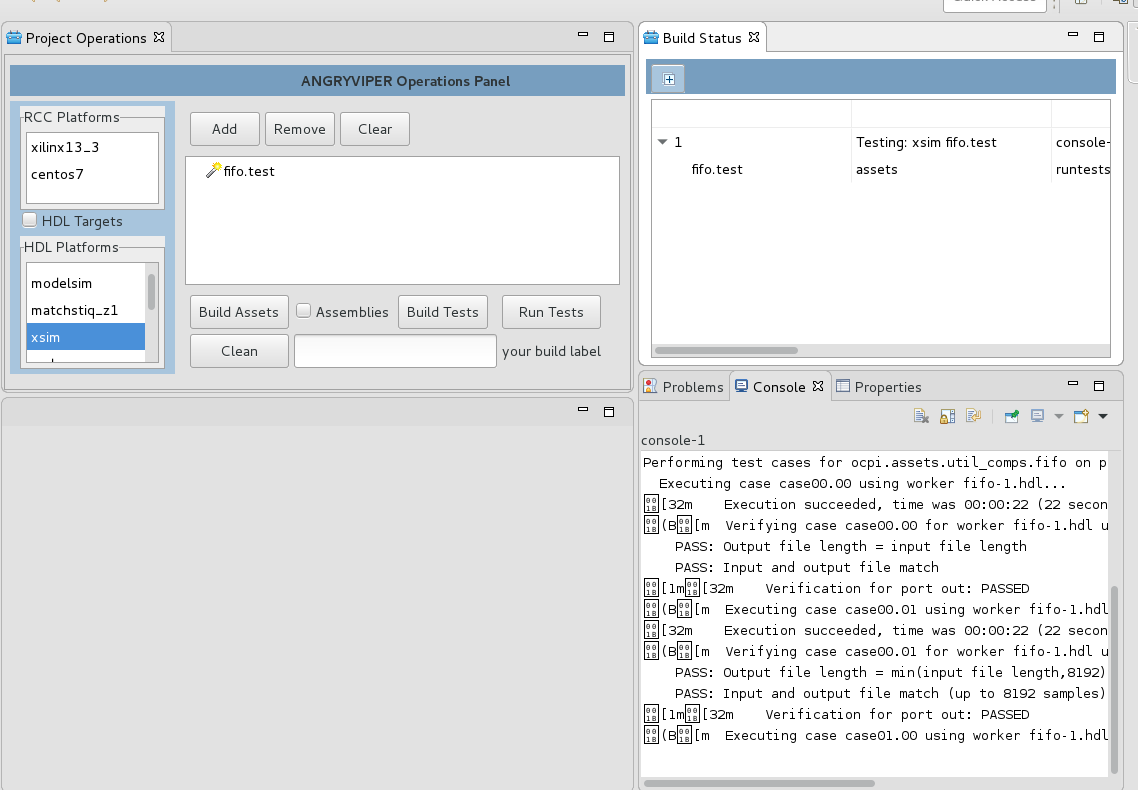 Project Operations
ANGRYVIPER Operations Panel
RCC Platforms
xilinx13_3
centos7
HDL Targets
HDL Platforms
modelsim
matchstiq_z1
xsim
Add Remove Clear
fifo.test
Build Assets Assemblies Build Tests Run Tests
Clean your build label
Build Status
1 Testing: xsim fifo.test console-
fifo.test assets runtests
Problems Console Properties
console-1
Performing test cases for ocpi.assets.util_comps.fifo on p
Executing case case00.00 using worker fifo-1.hdl...
[32m Execution succeeded, time was 00:00:22 (22 secon
(B[m Verifying case case00.00 for worker fifo-1.hdl u
PASS: Output file length = input file length
PASS: Input and output file match
[1m[32m Verification for port out: PASSED
(B[m Executing case case00.01 using worker fifo-1.hdl
[32m Execution succeeded, time was 00:00:22 (22 secon
(B[m Verifying case case00.01 for worker fifo-1.hdl u
PASS: Output file length = min(input file length,8192)
PASS: Input and output file match (up to 8192 samples)
[1m[32m Verification for port out: PASSED
(B[m Executing case case01.00 using worker fifo-1.hdl